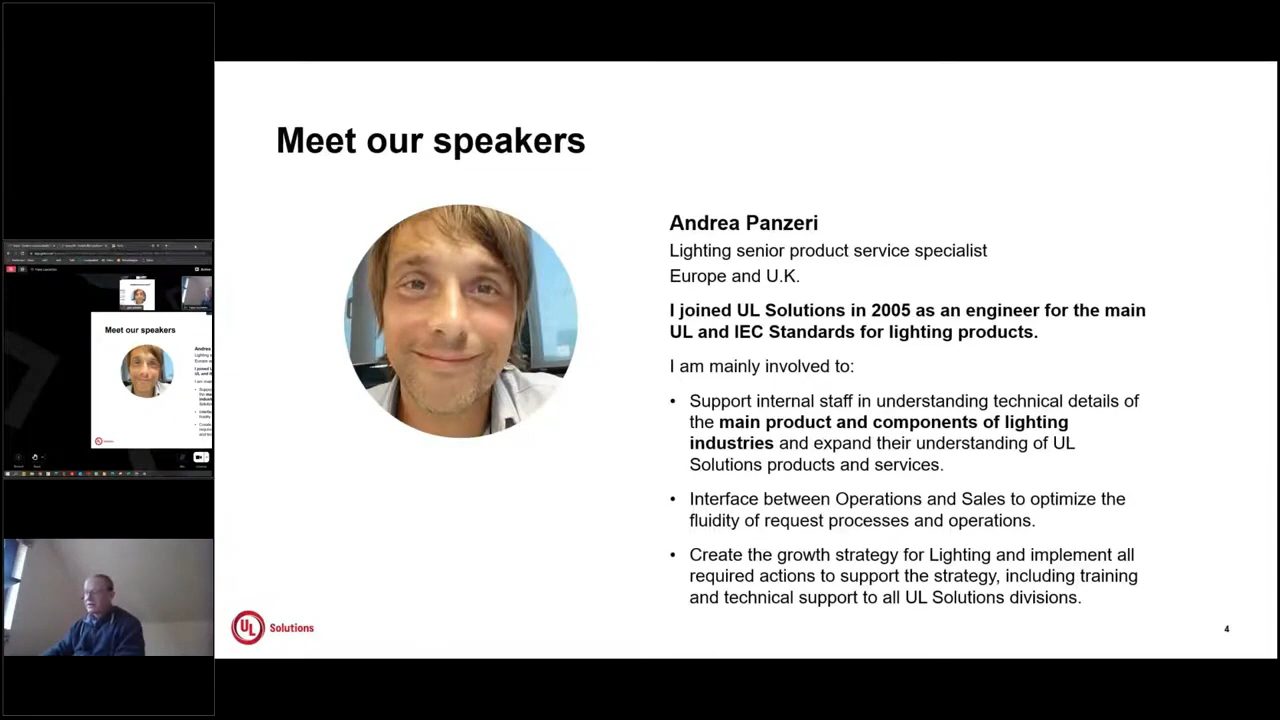 Meet our speakers
Andrea Panzeri
Lighting senior product service specialist
Europe and U.K.
I joined UL Solutions in 2005 as an engineer for the main
UL and IEC Standards for lighting products.
I am mainly involved to:
• Support internal staff in understanding technical details of
the main product and components of lighting
industries and expand their understanding of UL
Solutions products and services.
• Interface between Operations and Sales to optimize the
fluidity of request processes and operations.
• Create the growth strategy for Lighting and implement all
required actions to support the strategy, including training
and technical support to all UL Solutions divisions.
UL Solutions
4
Meet our speakers
Andrea